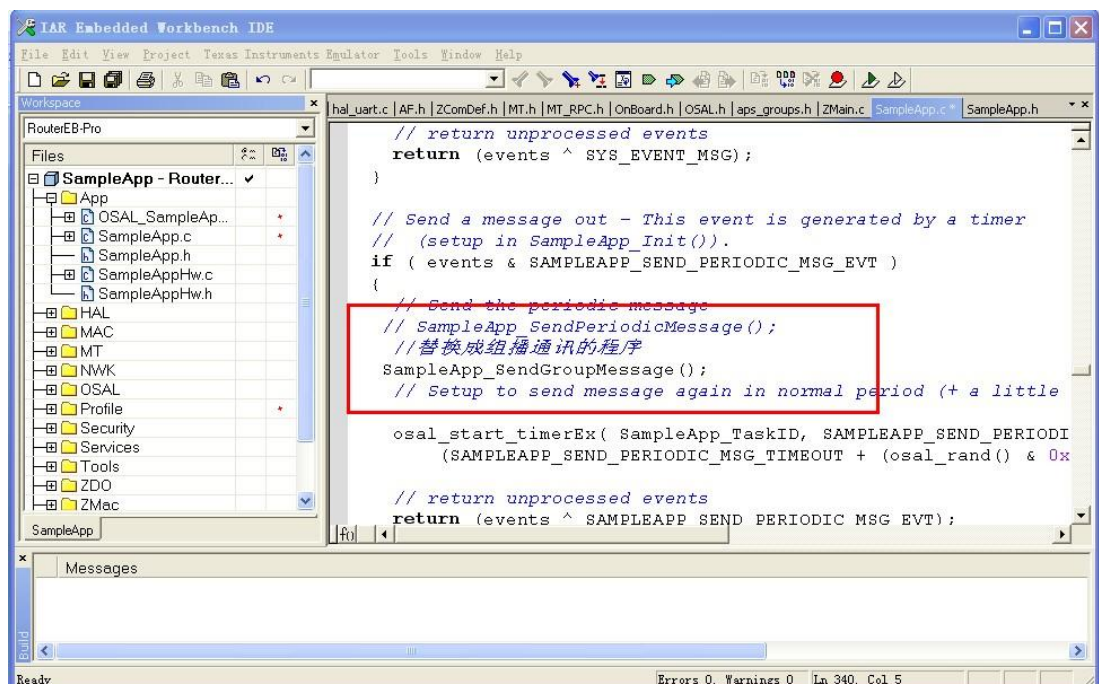 IAR Embedded Workbench IDE
File Edit View Project Texas Instruments Emulator Tools Window Help
Workspace
hal_uart.c | AF.h | ZComDef.h | MT.h | MT_RPC.h | OnBoard.h | OSAL.h | aps_groups.h | ZMain.c SampleApp.c * SampleApp.h
RouterEB-Pro
Files
SampleApp - Router...
App
OSAL_SampleAp...
SampleApp.c
SampleApp.h
SampleAppHw.c
SampleAppHw.h
HAL
MAC
MT
NWK
OSAL
Profile
Security
Services
Tools
ZDO
ZMac
SampleApp
// return unprocessed events
return (events ^ SYS_EVENT_MSG);
}
// Send a message out - This event is generated by a timer
// (setup in SampleApp_Init()).
if ( events & SAMPLEAPP_SEND_PERIODIC_MSG_EVT )
{
// Send the periodic message
// SampleApp_SendPeriodicMessage();
//替换成组播通讯的程序
SampleApp_SendGroupMessage();
// Setup to send message again in normal period (+ a little
osal_start_timerEx( SampleApp_TaskID, SAMPLEAPP_SEND_PERIODI
(SAMPLEAPP_SEND_PERIODIC_MSG_TIMEOUT + (osal_rand() & 0x
// return unprocessed events
return (events ^ SAMPLEAPP_SEND_PERIODIC_MSG_EVT);
f()
Messages
Build
Ready
Errors 0, Warnings 0 Ln 340, Col 5